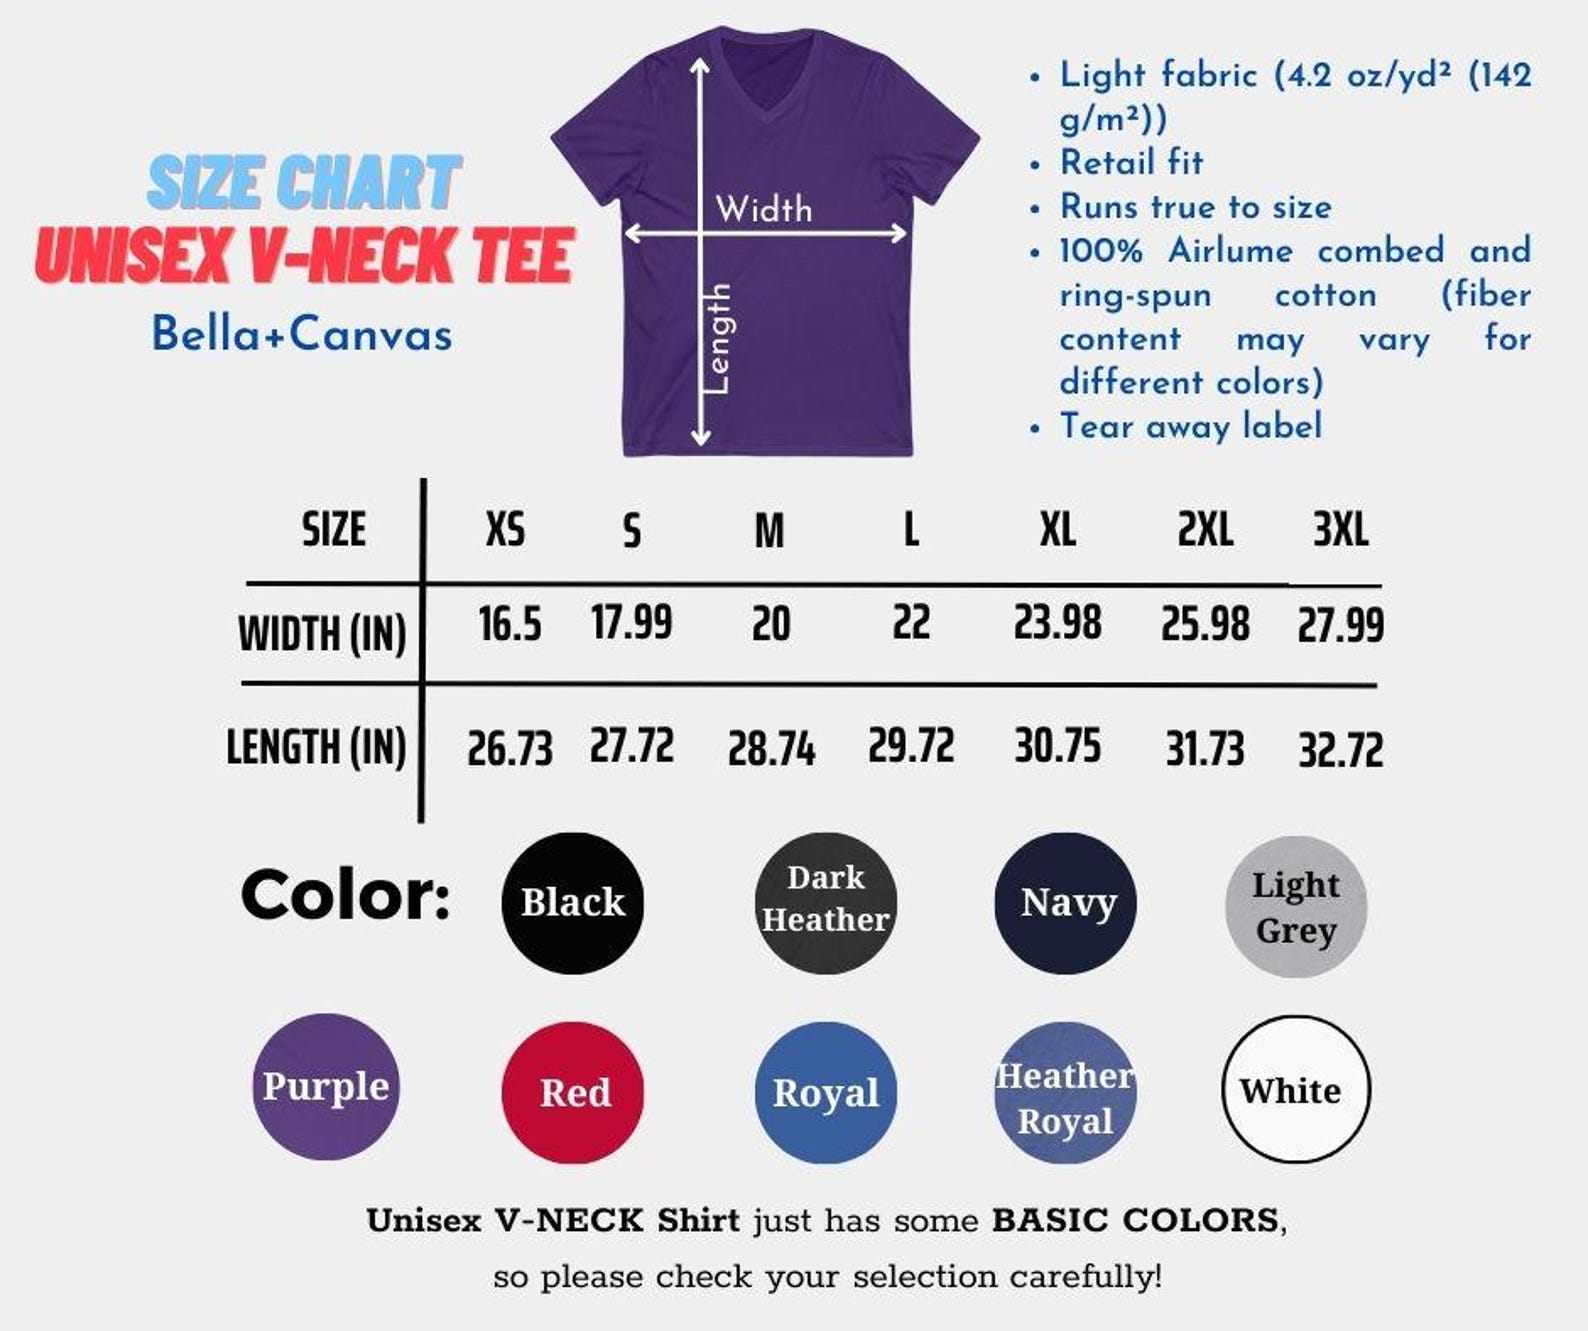 SIZE CHART
UNISEX V-NECK TEE
Bella+Canvas
Width
Length
• Light fabric (4.2 oz/yd² (142
g/m²))
• Retail fit
• Runs true to size
• 100% Airlume combed and
ring-spun cotton (fiber
content may vary for
different colors)
• Tear away label
SIZE XS S M L XL 2XL 3XL
WIDTH (IN) 16.5 17.99 20 22 23.98 25.98 27.99
LENGTH (IN) 26.73 27.72 28.74 29.72 30.75 31.73 32.72
Color:
Black
Dark
Heather
Navy
Light
Grey
Purple
Red
Royal
Heather
Royal
White
Unisex V-NECK Shirt just has some BASIC COLORS,
so please check your selection carefully!